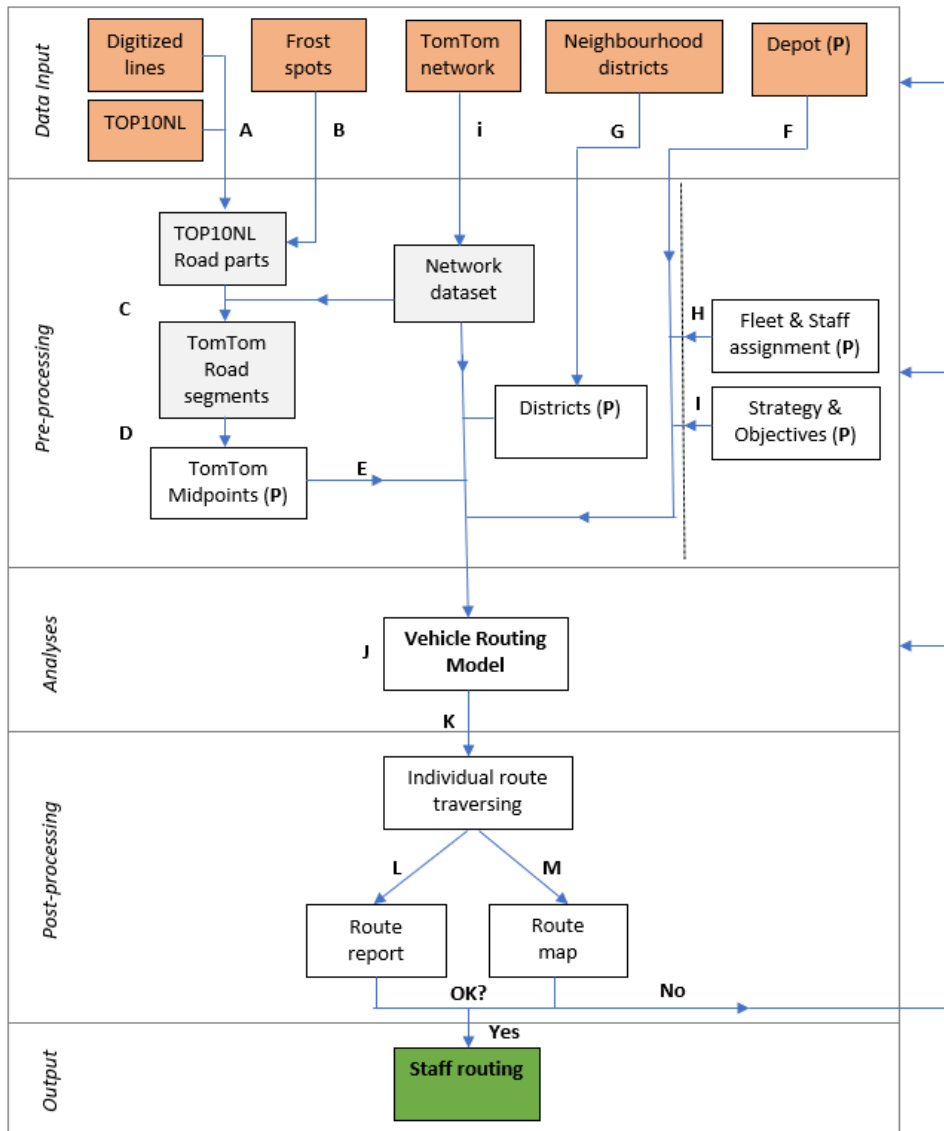 Data Input
Digitized
lines
TOP10NL
Frost
spots
TomTom
network
Neighbourhood
districts
Depot (P)
A
B
i
G
F
Pre-processing
TOP10NL
Road parts
Network
dataset
C
H
Fleet & Staff
assignment (P)
TomTom
Road
segments
I
Strategy &
Objectives (P)
Districts (P)
D
TomTom
Midpoints (P)
E
Analyses
J
Vehicle Routing
Model
K
Post-processing
Individual route
traversing
L
M
Route
report
Route
map
OK?
No
Yes
Output
Staff routing